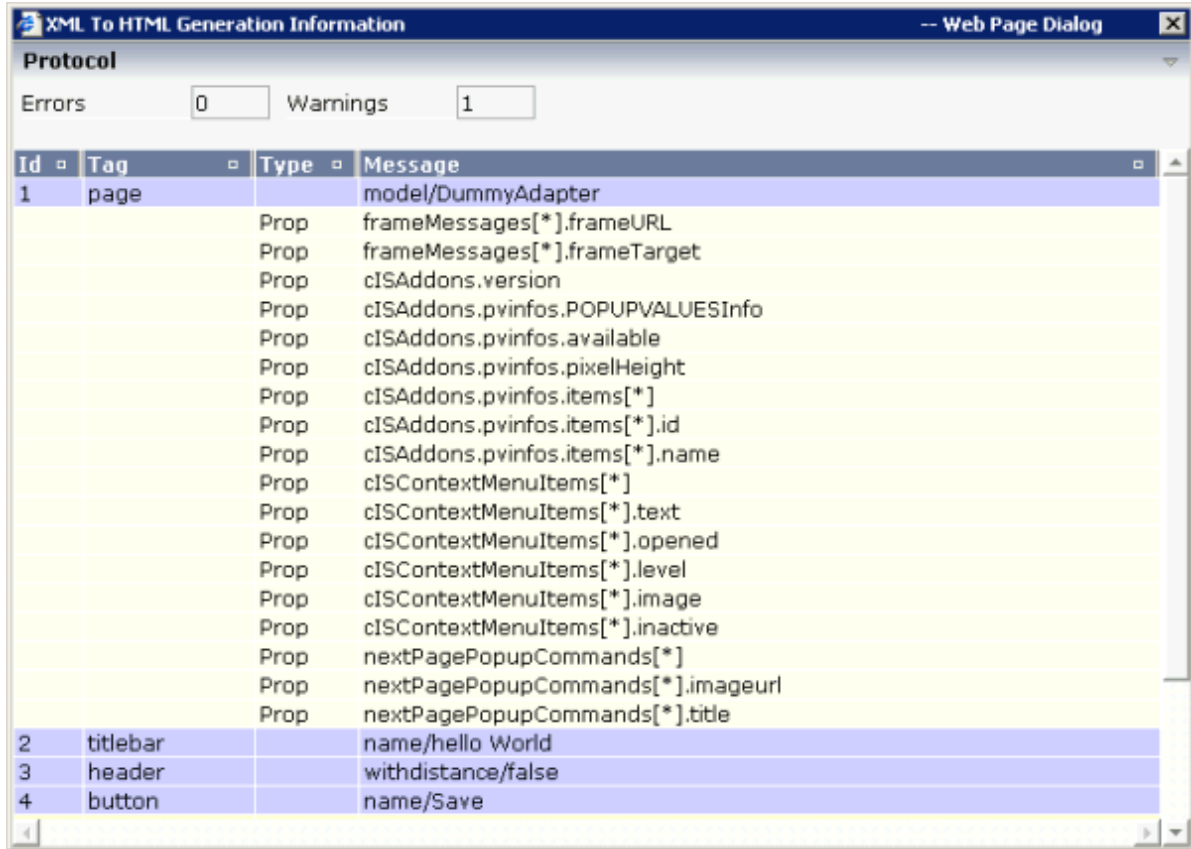 XML To HTML Generation Information -- Web Page Dialog
Protocol
Errors 0 Warnings 1
Id Tag Type Message
1 page model/DummyAdapter
Prop frameMessages[*].frameURL
Prop frameMessages[*].frameTarget
Prop cISAddons.version
Prop cISAddons.pvinfos.POPUPVALUESInfo
Prop cISAddons.pvinfos.available
Prop cISAddons.pvinfos.pixelHeight
Prop cISAddons.pvinfos.items[*]
Prop cISAddons.pvinfos.items[*].id
Prop cISAddons.pvinfos.items[*].name
Prop cISContextMenuItems[*]
Prop cISContextMenuItems[*].text
Prop cISContextMenuItems[*].opened
Prop cISContextMenuItems[*].level
Prop cISContextMenuItems[*].image
Prop cISContextMenuItems[*].inactive
Prop nextPagePopupCommands[*]
Prop nextPagePopupCommands[*].imageurl
Prop nextPagePopupCommands[*].title
2 titlebar name/hello World
3 header withdistance/false
4 button name/Save